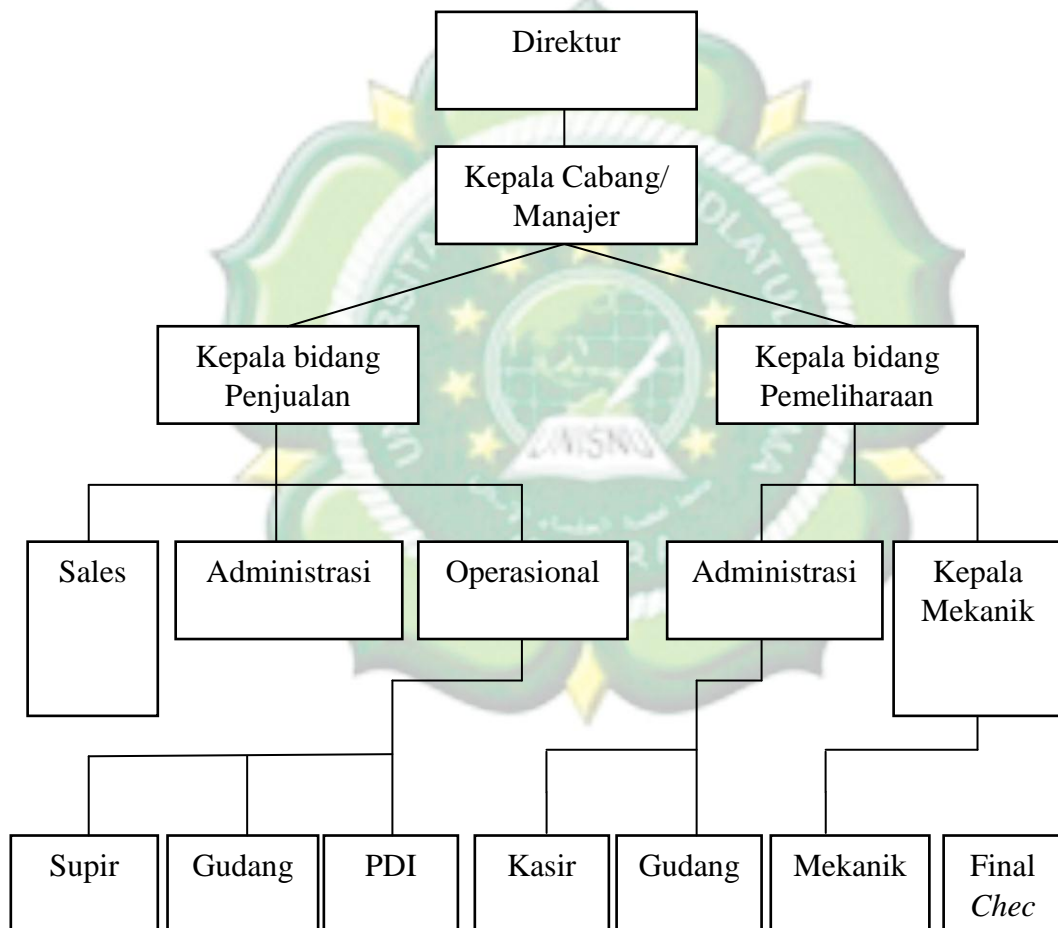 Direktur
Kepala Cabang/
Manajer
Kepala bidang
Penjualan
Kepala bidang
Pemeliharaan
Sales
Administrasi
Operasional
Administrasi
Kepala
Mekanik
Supir
Gudang
PDI
Kasir
Gudang
Mekanik
Final
Chec
UNISNU